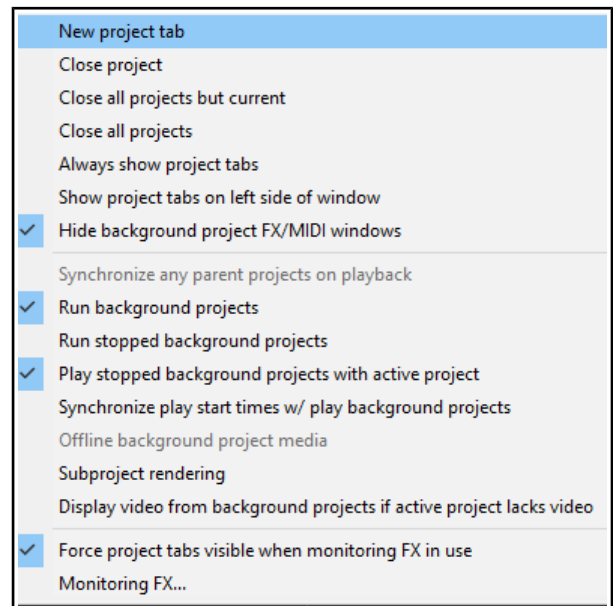 New project tab
Close project
Close all projects but current
Close all projects
Always show project tabs
Show project tabs on left side of window
Hide background project FX/MIDI windows
Synchronize any parent projects on playback
Run background projects
Run stopped background projects
Play stopped background projects with active project
Synchronize play start times w/ play background projects
Offline background project media
Subproject rendering
Display video from background projects if active project lacks video
Force project tabs visible when monitoring FX in use
Monitoring FX...